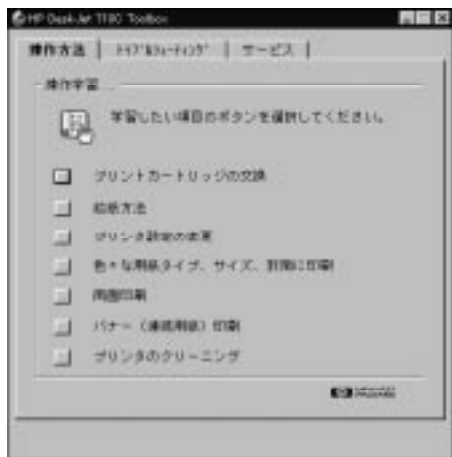 HP DeskJet 1100 Toolbox
操作方法 ﾄﾗﾌﾞﾙｼｭｰﾃｨﾝｸﾞ サービス
操作学習
学習したい項目のボタンを選択してください。
プリントカートリッジの交換
給紙方法
プリンタ設定の変更
色々な用紙タイプ、サイズ、封筒に印刷
両面印刷
バナー（連続用紙）印刷
プリンタのクリーニング